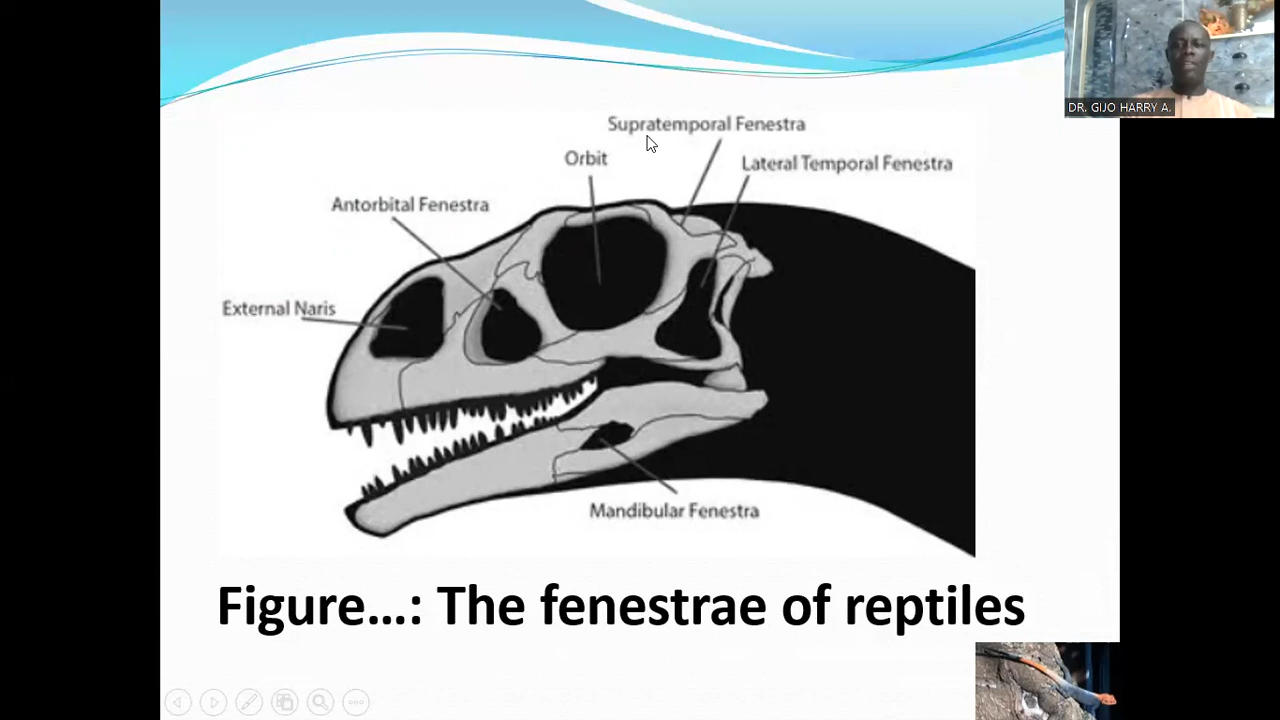 DR. GIJO HARRY A.
Supratemporal Fenestra
Orbit
Lateral Temporal Fenestra
Antorbital Fenestra
External Naris
Mandibular Fenestra
Figure...: The fenestrae of reptiles